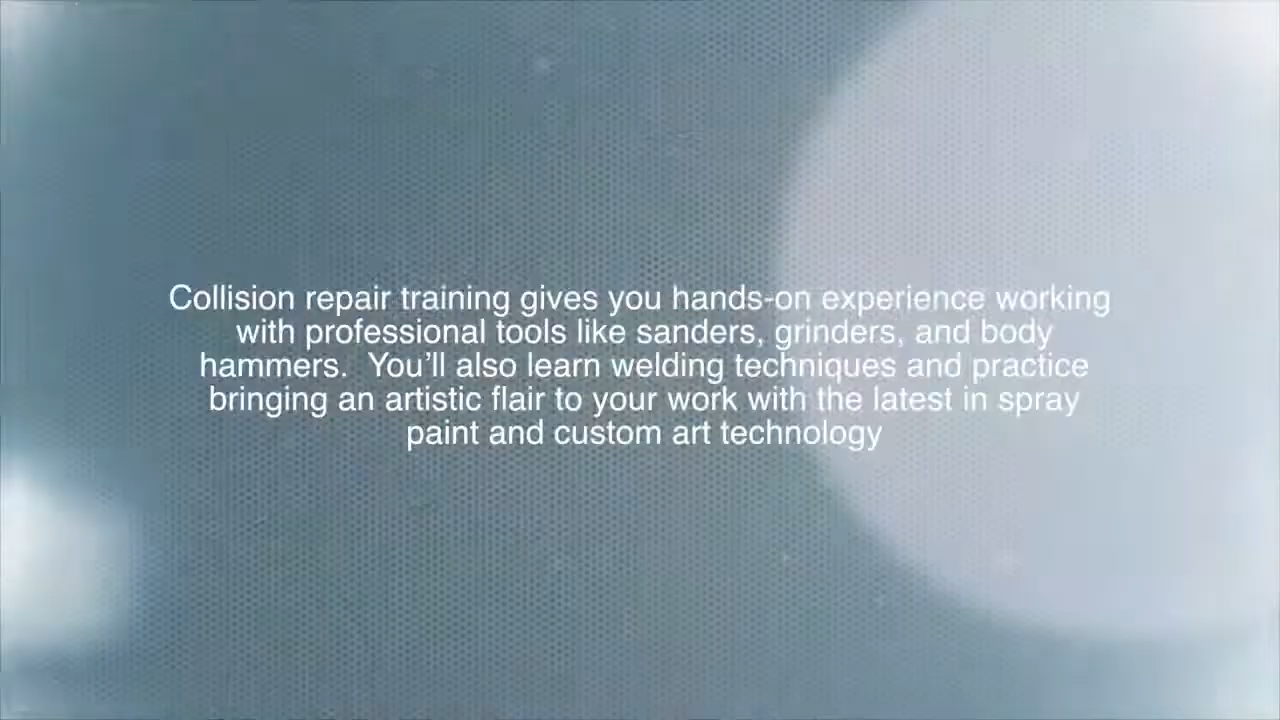 Collision repair training gives you hands-on experience working
with professional tools like sanders, grinders, and body
hammers.  You’ll also learn welding techniques and practice
bringing an artistic flair to your work with the latest in spray
paint and custom art technology